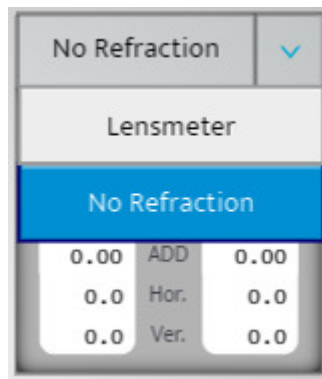 No Refraction
Lensmeter
No Refraction
0.00 ADD 0.00
0.0 Hor. 0.0
0.0 Ver. 0.0